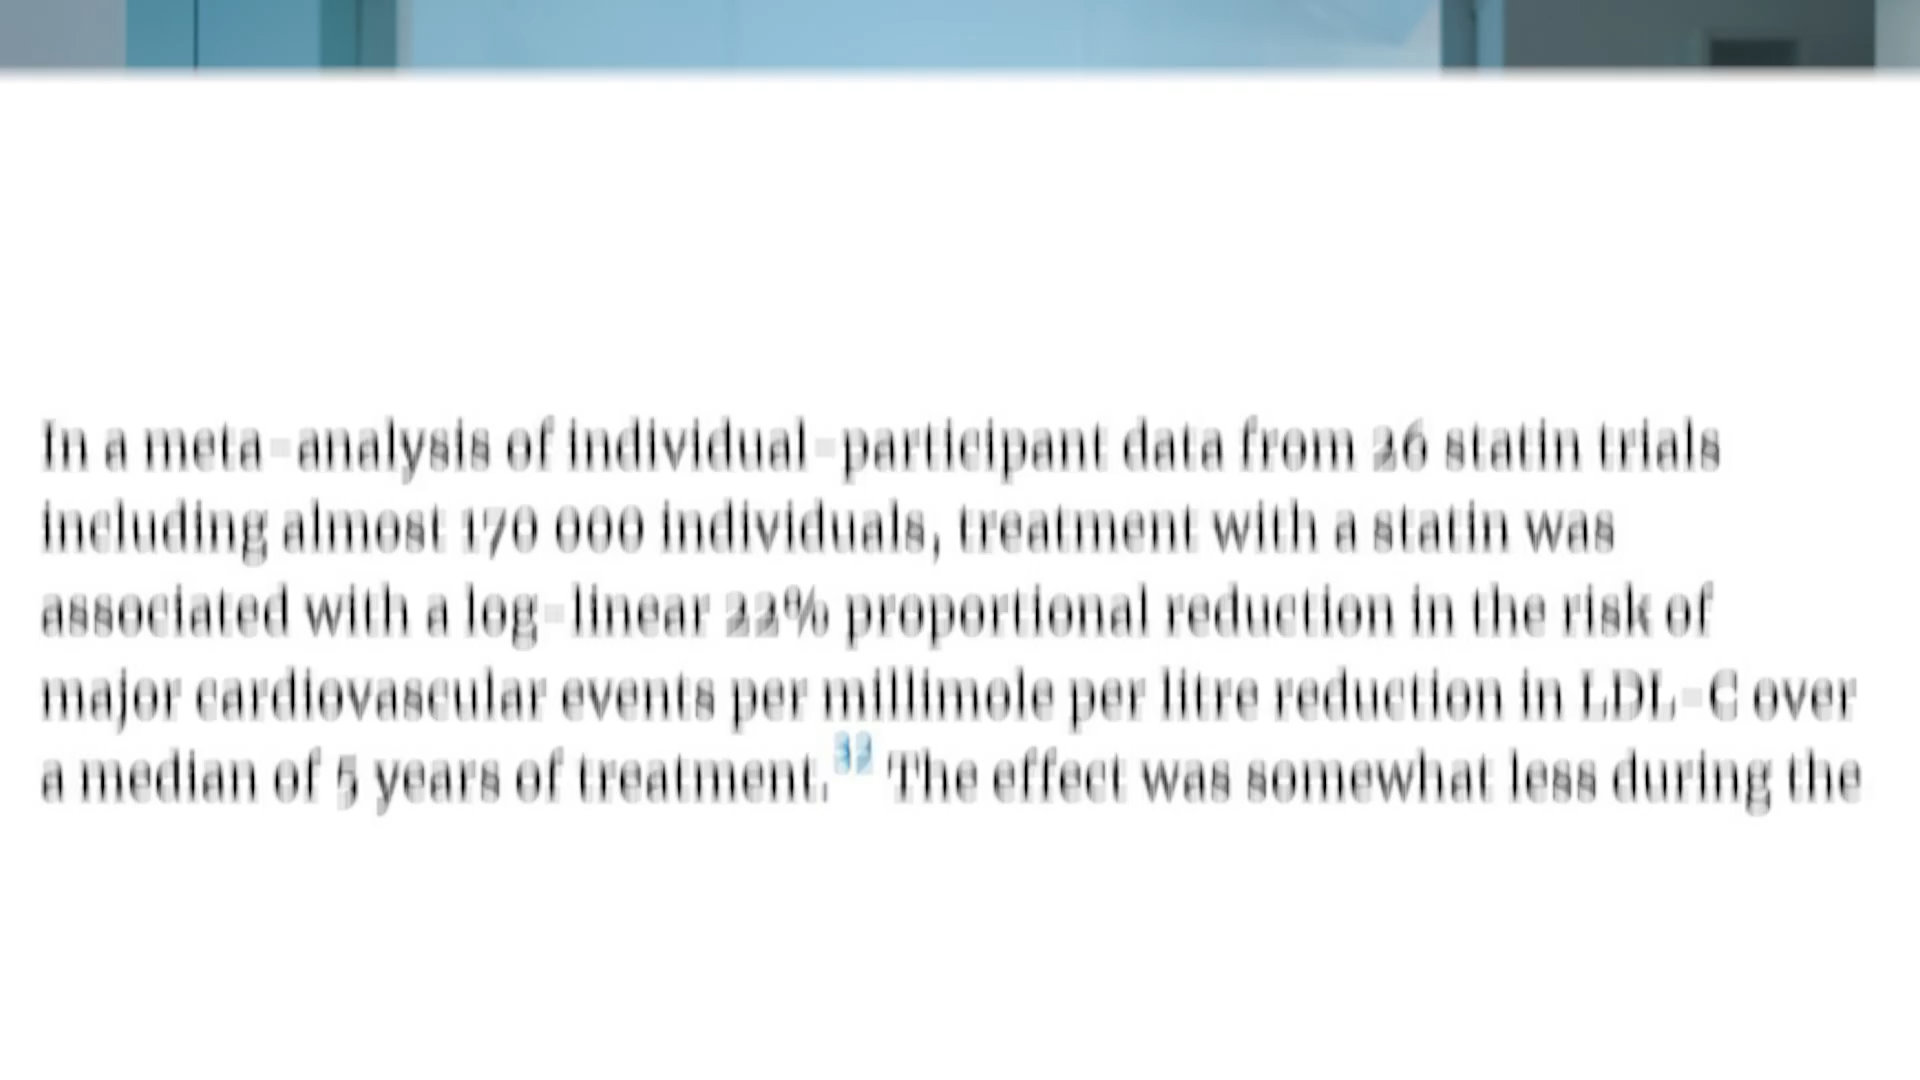 In a meta-analysis of individual-participant data from 26 statin trials
including almost 170 000 individuals, treatment with a statin was
associated with a log-linear 22% proportional reduction in the risk of
major cardiovascular events per millimole per litre reduction in LDL-C over
a median of 5 years of treatment.32 The effect was somewhat less during the